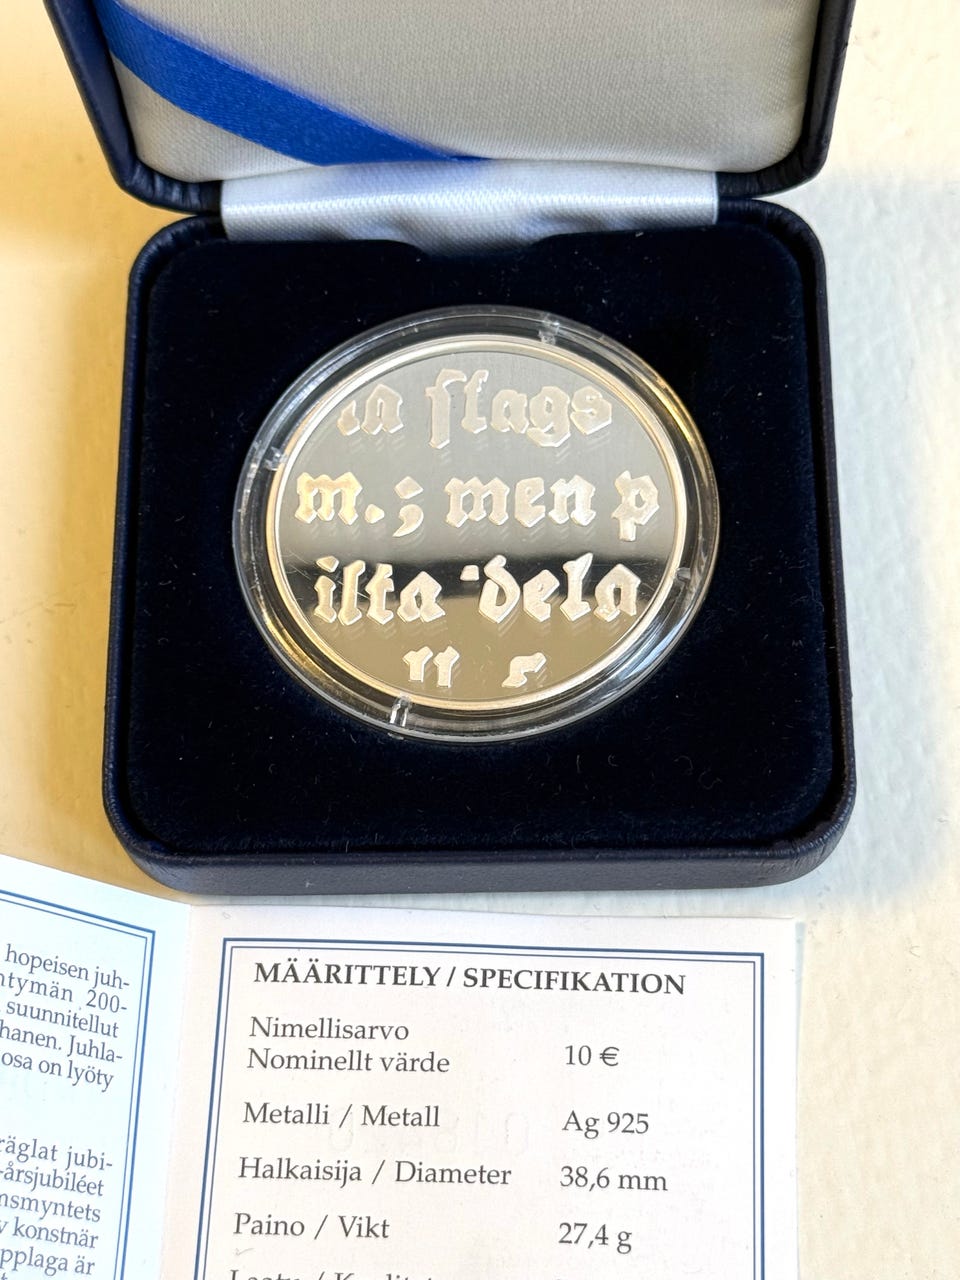 in flags
m.; men p
ilta dela
hopeisen juh-
ntymän 200-
suunnitellut
hanen. Juhla-
osa on lyöty
räglat jubi-
-årsjubiléet
nsmyntets
v konstnär
pplaga är
MÄÄRITTELY / SPECIFIKATION
Nimellisarvo
Nominellt värde 10 €
Metalli / Metall Ag 925
Halkaisija / Diameter 38,6 mm
Paino / Vikt 27,4 g